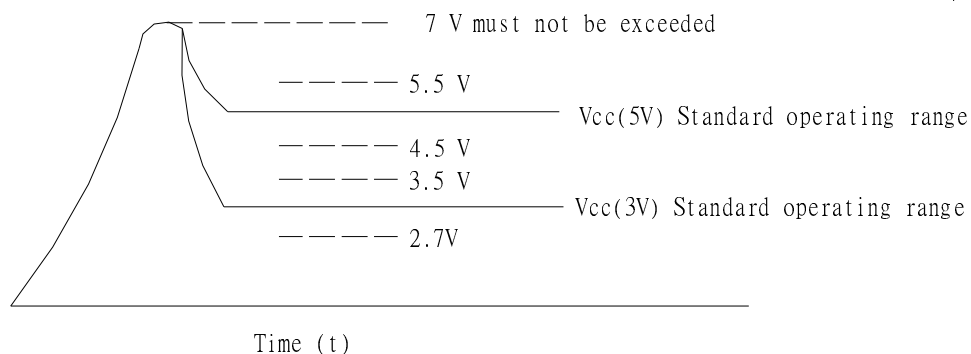 7 V must not be exceeded
5.5 V
Vcc(5V) Standard operating range
4.5 V
3.5 V
Vcc(3V) Standard operating range
2.7V
Time (t)